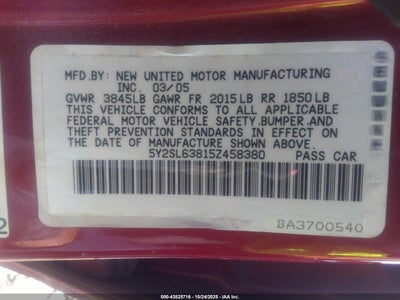 MFD.BY: NEW UNITED MOTOR MANUFACTURING
INC. 03/05
GVWR 3845LB GAWR FR 2015LB RR 1850LB
THIS VEHICLE CONFORMS TO ALL APPLICABLE
FEDERAL MOTOR VEHICLE SAFETY,BUMPER,AND
THEFT PREVENTION STANDARDS IN EFFECT ON
THE DATE OF MANUFACTURE SHOWN ABOVE.
5Y2SL63815Z458380 PASS CAR
BA3700540
2
000-43525716 - 10/24/2025 - IAA, Inc.